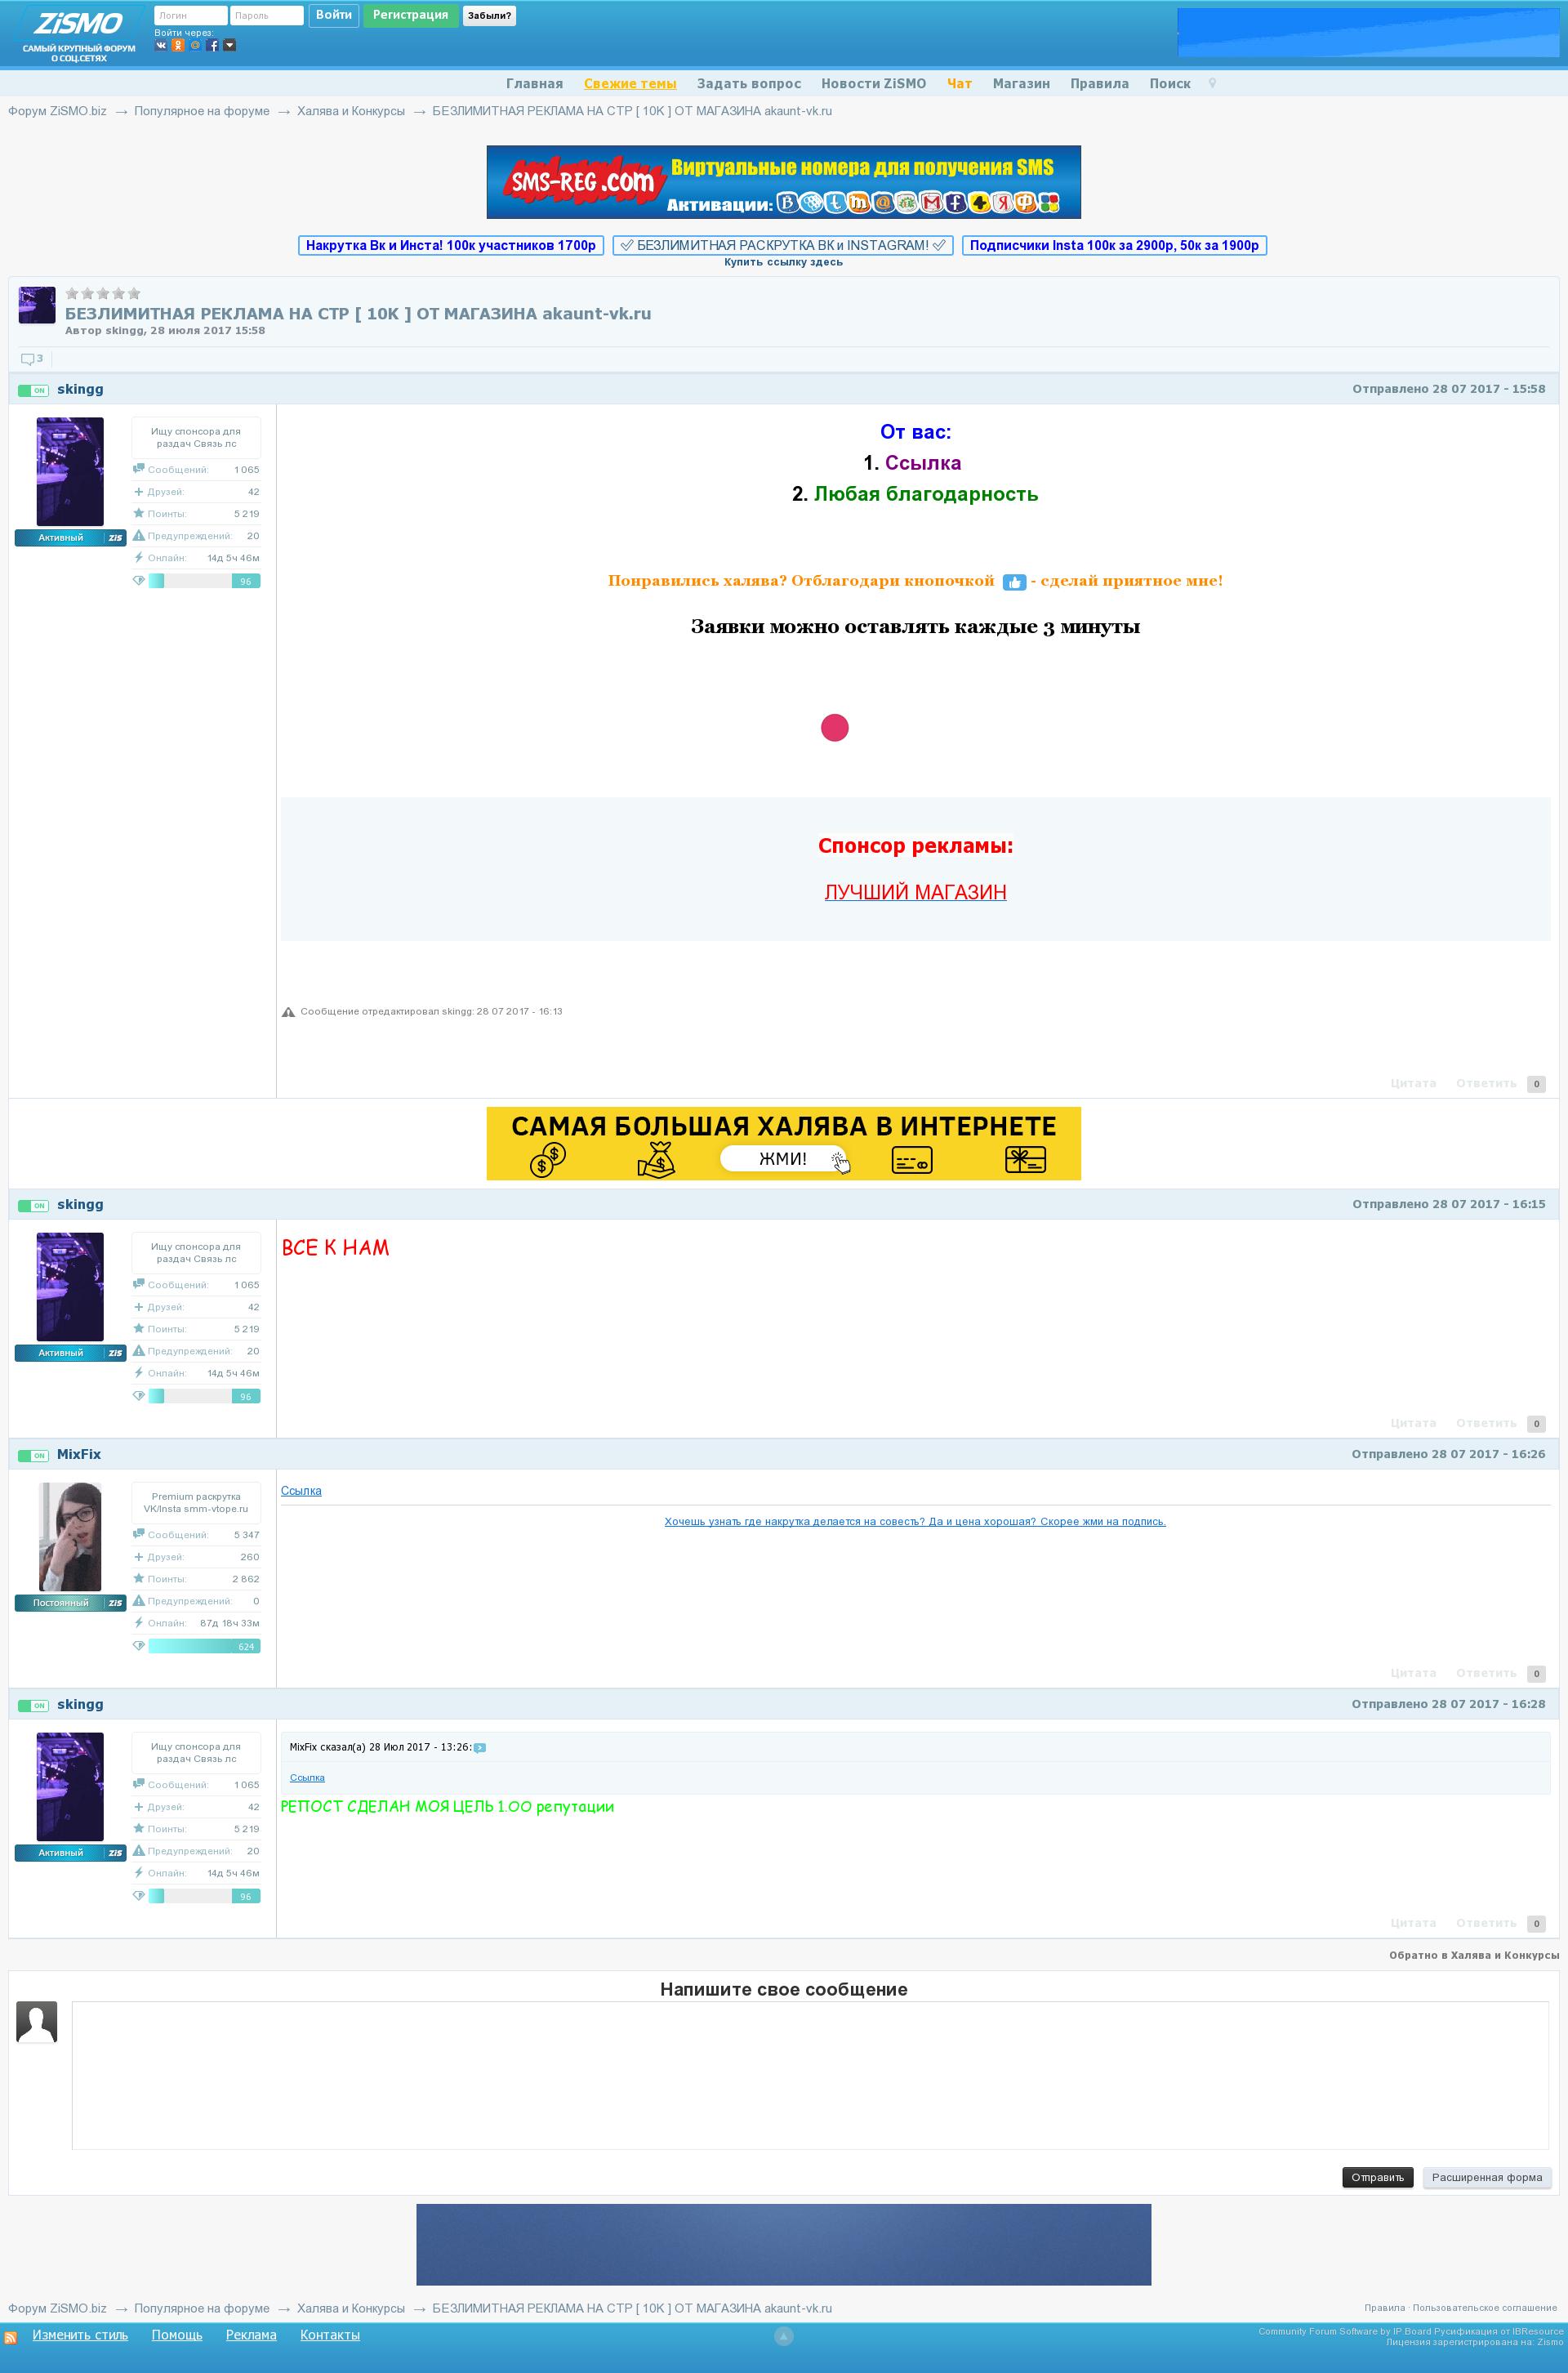 ZiSMO
САМЫЙ КРУПНЫЙ ФОРУМ
О СОЦ.СЕТЯХ
Логин Пароль Войти Регистрация Забыли?
Войти через:
Главная Свежие темы Задать вопрос Новости ZiSMO Чат Магазин Правила Поиск
Форум ZiSMO.biz → Популярное на форуме → Халява и Конкурсы → БЕЗЛИМИТНАЯ РЕКЛАМА НА СТР [ 10K ] ОТ МАГАЗИНА akaunt-vk.ru
SMS-REG.com Виртуальные номера для получения SMS
Активации:
Накрутка Вк и Инста! 100к участников 1700р
✅ БЕЗЛИМИТНАЯ РАСКРУТКА ВК и INSTAGRAM! ✅
Подписчики Insta 100к за 2900р, 50к за 1900р
Купить ссылку здесь
БЕЗЛИМИТНАЯ РЕКЛАМА НА СТР [ 10K ] ОТ МАГАЗИНА akaunt-vk.ru
Автор skingg, 28 июля 2017 15:58
3
ON skingg Отправлено 28 07 2017 - 15:58
Ищу спонсора для
раздач Связь лс
Сообщений: 1 065
Друзей: 42
Поинты: 5 219
Предупреждений: 20
Онлайн: 14д 5ч 46м
96
Активный ZiS
От вас:
1. Ссылка
2. Любая благодарность
Понравились халява? Отблагодари кнопочкой - сделай приятное мне!
Заявки можно оставлять каждые 3 минуты
Спонсор рекламы:
ЛУЧШИЙ МАГАЗИН
Сообщение отредактировал skingg: 28 07 2017 - 16:13
Цитата Ответить 0
САМАЯ БОЛЬШАЯ ХАЛЯВА В ИНТЕРНЕТЕ
ЖМИ!
ON skingg Отправлено 28 07 2017 - 16:15
Ищу спонсора для
раздач Связь лс
Сообщений: 1 065
Друзей: 42
Поинты: 5 219
Предупреждений: 20
Онлайн: 14д 5ч 46м
96
Активный ZiS
ВСЕ К НАМ
Цитата Ответить 0
ON MixFix Отправлено 28 07 2017 - 16:26
Premium раскрутка
VK/Insta smm-vtope.ru
Сообщений: 5 347
Друзей: 260
Поинты: 2 862
Предупреждений: 0
Онлайн: 87д 18ч 33м
624
Постоянный ZiS
Ссылка
Хочешь узнать где накрутка делается на совесть? Да и цена хорошая? Скорее жми на подпись.
Цитата Ответить 0
ON skingg Отправлено 28 07 2017 - 16:28
Ищу спонсора для
раздач Связь лс
Сообщений: 1 065
Друзей: 42
Поинты: 5 219
Предупреждений: 20
Онлайн: 14д 5ч 46м
96
Активный ZiS
MixFix сказал(а) 28 Июл 2017 - 13:26:
Ссылка
РЕПОСТ СДЕЛАН МОЯ ЦЕЛЬ 1.00 репутации
Цитата Ответить 0
Обратно в Халява и Конкурсы
Напишите свое сообщение
Отправить Расширенная форма
Форум ZiSMO.biz → Популярное на форуме → Халява и Конкурсы → БЕЗЛИМИТНАЯ РЕКЛАМА НА СТР [ 10K ] ОТ МАГАЗИНА akaunt-vk.ru
Правила · Пользовательское соглашение
Изменить стиль Помощь Реклама Контакты
Community Forum Software by IP.Board Русификация от IBResource
Лицензия зарегистрирована на: Zismo